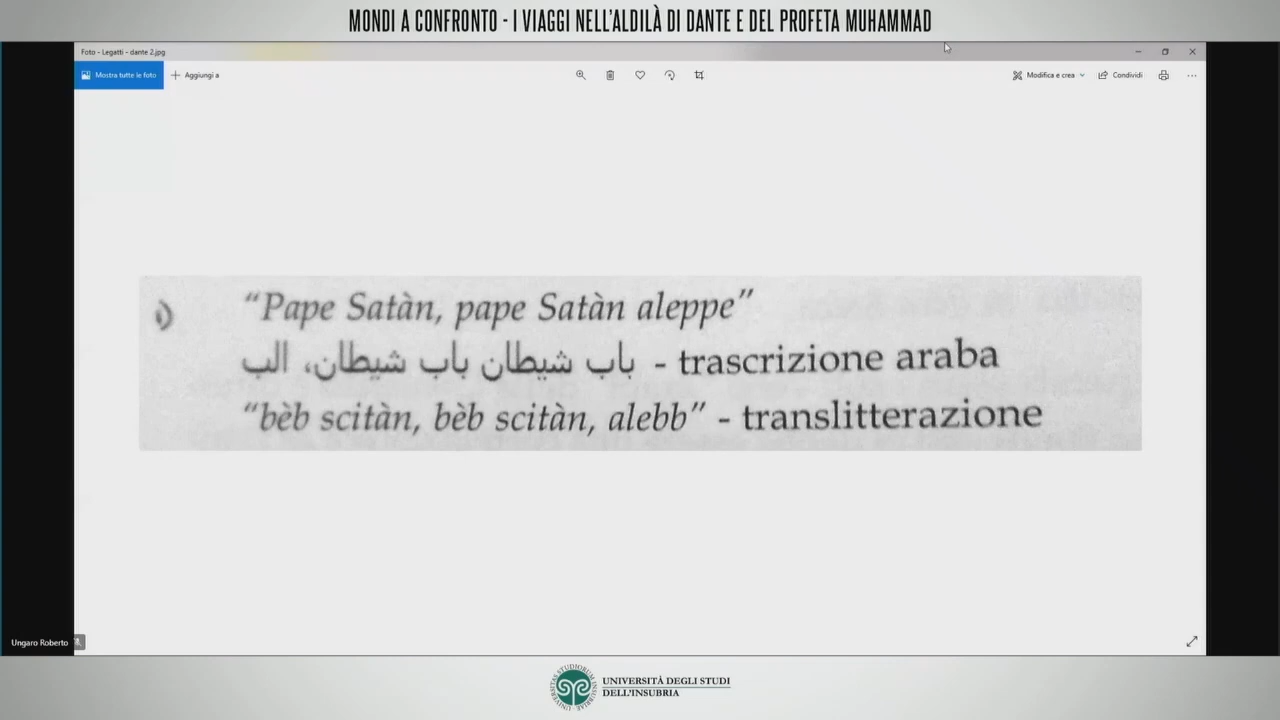 MONDI A CONFRONTO - I VIAGGI NELL'ALDILÀ DI DANTE E DEL PROFETA MUHAMMAD
Foto - Legatti - dante 2.jpg
Mostra tutte le foto
Aggiungi a
Modifica e crea
Condividi
“Pape Satàn, pape Satàn aleppe”
باب شيطان باب شيطان، الب - trascrizione araba
“bèb scitàn, bèb scitàn, alebb” - translitterazione
Ungaro Roberto
UNIVERSITÀ DEGLI STUDI
DELL'INSUBRIA